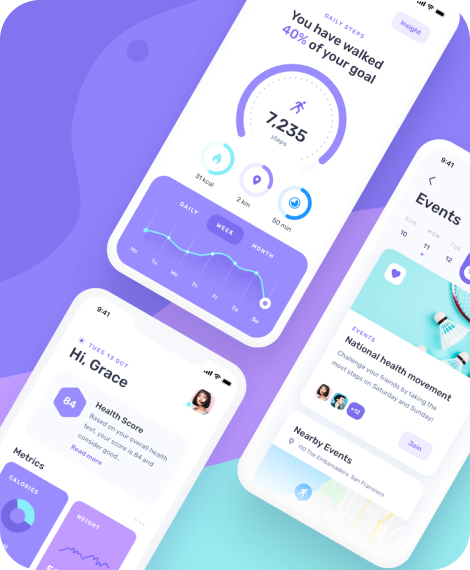 Insight
DAILY STEPS
You have walked
40% of your goal
7,235
steps
31 kcal
2 km
50 min
DAILY
WEEK
MONTH
Mo
Tu
We
Th
Fr
Sa
Su
9:41
Events
SUN
MON
TUE
10
11
12
EVENTS
National health movement
Challenge your friends by taking the
most steps on Saturday and Sunday!
+12
Join
Nearby Events
110 The Embarcadero, San Francisco
9:41
TUES 13 OCT
Hi, Grace
84
Health Score
Based on your overall health
test, your score is 84 and
consider good.
Read more
Metrics
CALORIES
WEIGHT